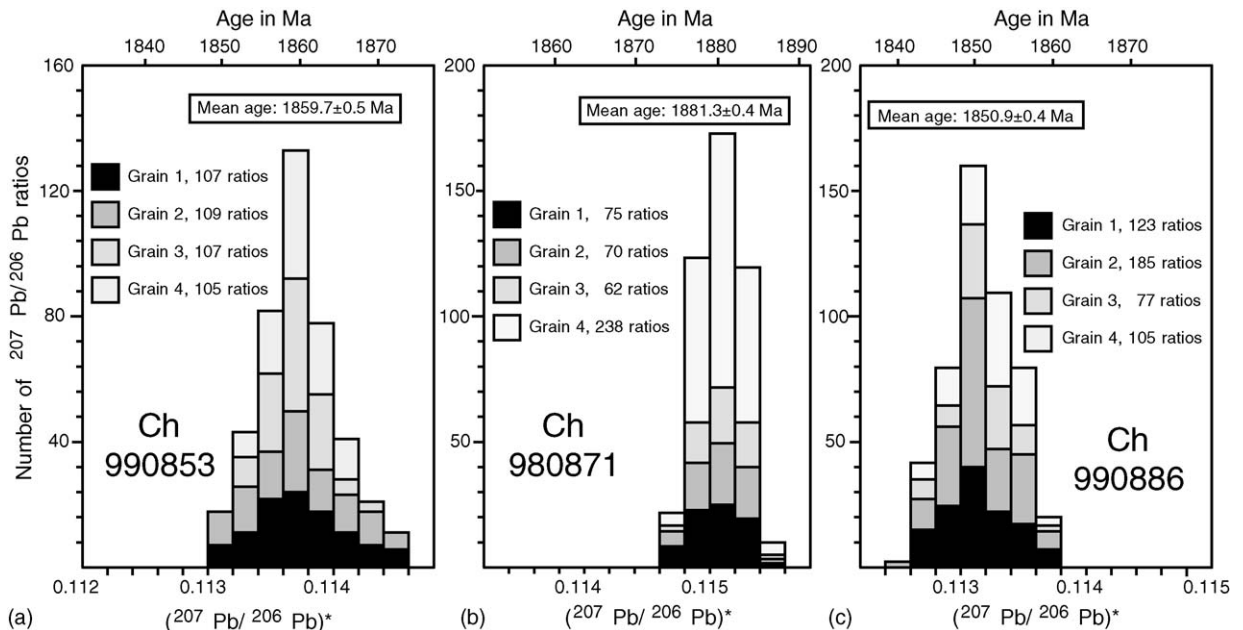 Age in Ma
1840 1850 1860 1870
160
120
80
40
Number of 207 Pb/206 Pb ratios
Mean age: 1859.7±0.5 Ma
Grain 1, 107 ratios
Grain 2, 109 ratios
Grain 3, 107 ratios
Grain 4, 105 ratios
Ch
990853
0.112 0.113 0.114
(a)
(207 Pb/ 206 Pb)*
Age in Ma
1860 1870 1880 1890
200
150
100
50
Mean age: 1881.3±0.4 Ma
Grain 1, 75 ratios
Grain 2, 70 ratios
Grain 3, 62 ratios
Grain 4, 238 ratios
Ch
980871
0.114 0.115
(b)
(207 Pb/ 206 Pb)*
Age in Ma
1840 1850 1860 1870
200
150
100
50
Mean age: 1850.9±0.4 Ma
Grain 1, 123 ratios
Grain 2, 185 ratios
Grain 3, 77 ratios
Grain 4, 105 ratios
Ch
990886
0.113 0.114 0.115
(c)
(207 Pb/ 206 Pb)*